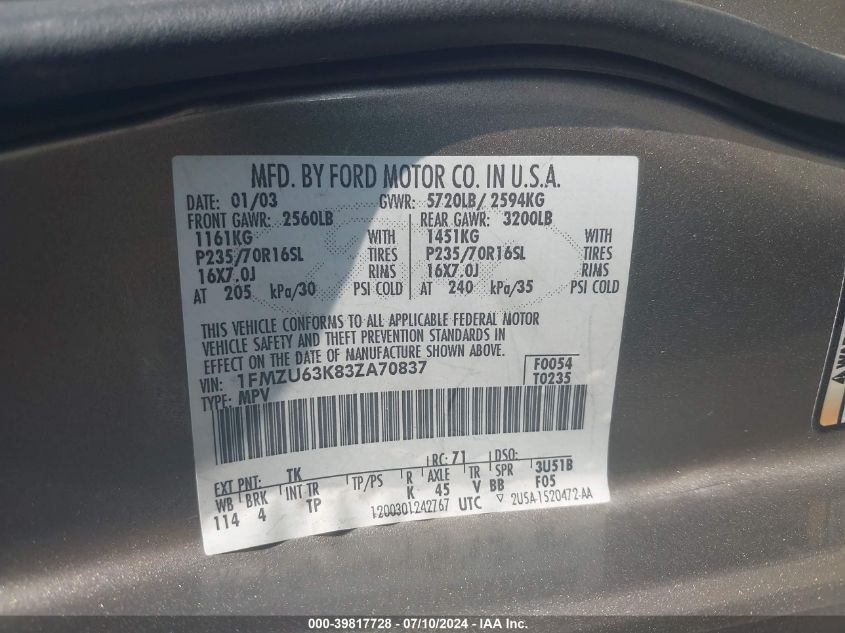 MFD. BY FORD MOTOR CO. IN U.S.A.
DATE: 01/03 GVWR: 5720LB/ 2594KG
FRONT GAWR: 2560LB REAR GAWR: 3200LB
1161KG WITH 1451KG WITH
P235/70R16SL TIRES P235/70R16SL TIRES
16X7.0J RIMS 16X7.0J RIMS
AT 205 kPa/30 PSI COLD AT 240 kPa/35 PSI COLD
THIS VEHICLE CONFORMS TO ALL APPLICABLE FEDERAL MOTOR
VEHICLE SAFETY AND THEFT PREVENTION STANDARDS IN
EFFECT ON THE DATE OF MANUFACTURE SHOWN ABOVE.
VIN: 1FMZU63K83ZA70837 F0054
TYPE: MPV T0235
EXT PNT: TK RC: 71 DSO:
WB BRK INT TR TP/PS R AXLE TR SPR 3U51B
114 4 TP K 45 V BB F05
1200301242767 UTC ▽ 2U5A-1520472-AA
000-39817728 - 07/10/2024 - IAA Inc.